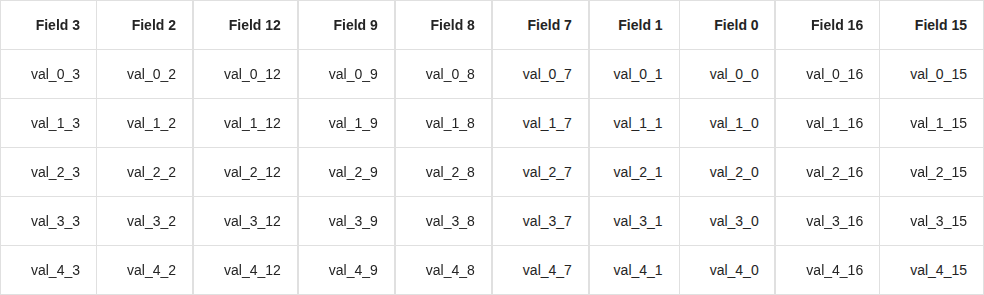 Field 3 Field 2 Field 12 Field 9 Field 8 Field 7 Field 1 Field 0 Field 16 Field 15
val_0_3 val_0_2 val_0_12 val_0_9 val_0_8 val_0_7 val_0_1 val_0_0 val_0_16 val_0_15
val_1_3 val_1_2 val_1_12 val_1_9 val_1_8 val_1_7 val_1_1 val_1_0 val_1_16 val_1_15
val_2_3 val_2_2 val_2_12 val_2_9 val_2_8 val_2_7 val_2_1 val_2_0 val_2_16 val_2_15
val_3_3 val_3_2 val_3_12 val_3_9 val_3_8 val_3_7 val_3_1 val_3_0 val_3_16 val_3_15
val_4_3 val_4_2 val_4_12 val_4_9 val_4_8 val_4_7 val_4_1 val_4_0 val_4_16 val_4_15